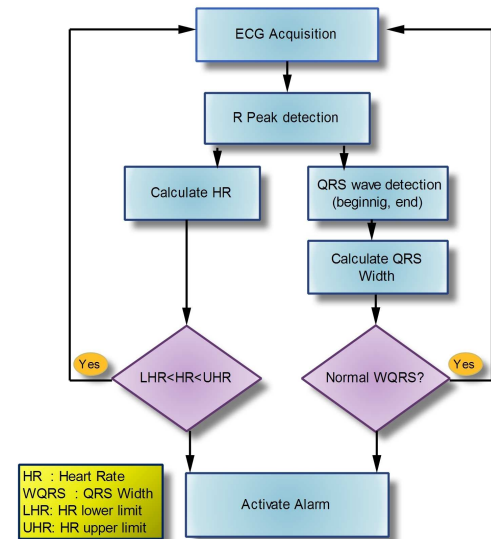 ECG Acquisition
R Peak detection
Calculate HR
QRS wave detection
(beginnig, end)
Calculate QRS
Width
Yes
LHR<HR<UHR
Normal WQRS?
Yes
HR : Heart Rate
WQRS : QRS Width
LHR: HR lower limit
UHR: HR upper limit
Activate Alarm